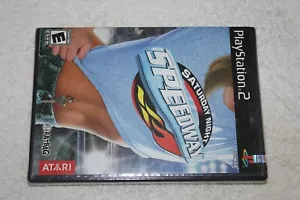 PlayStation®2
SATURDAY NIGHT
SPEEDWAY
E
ATARI